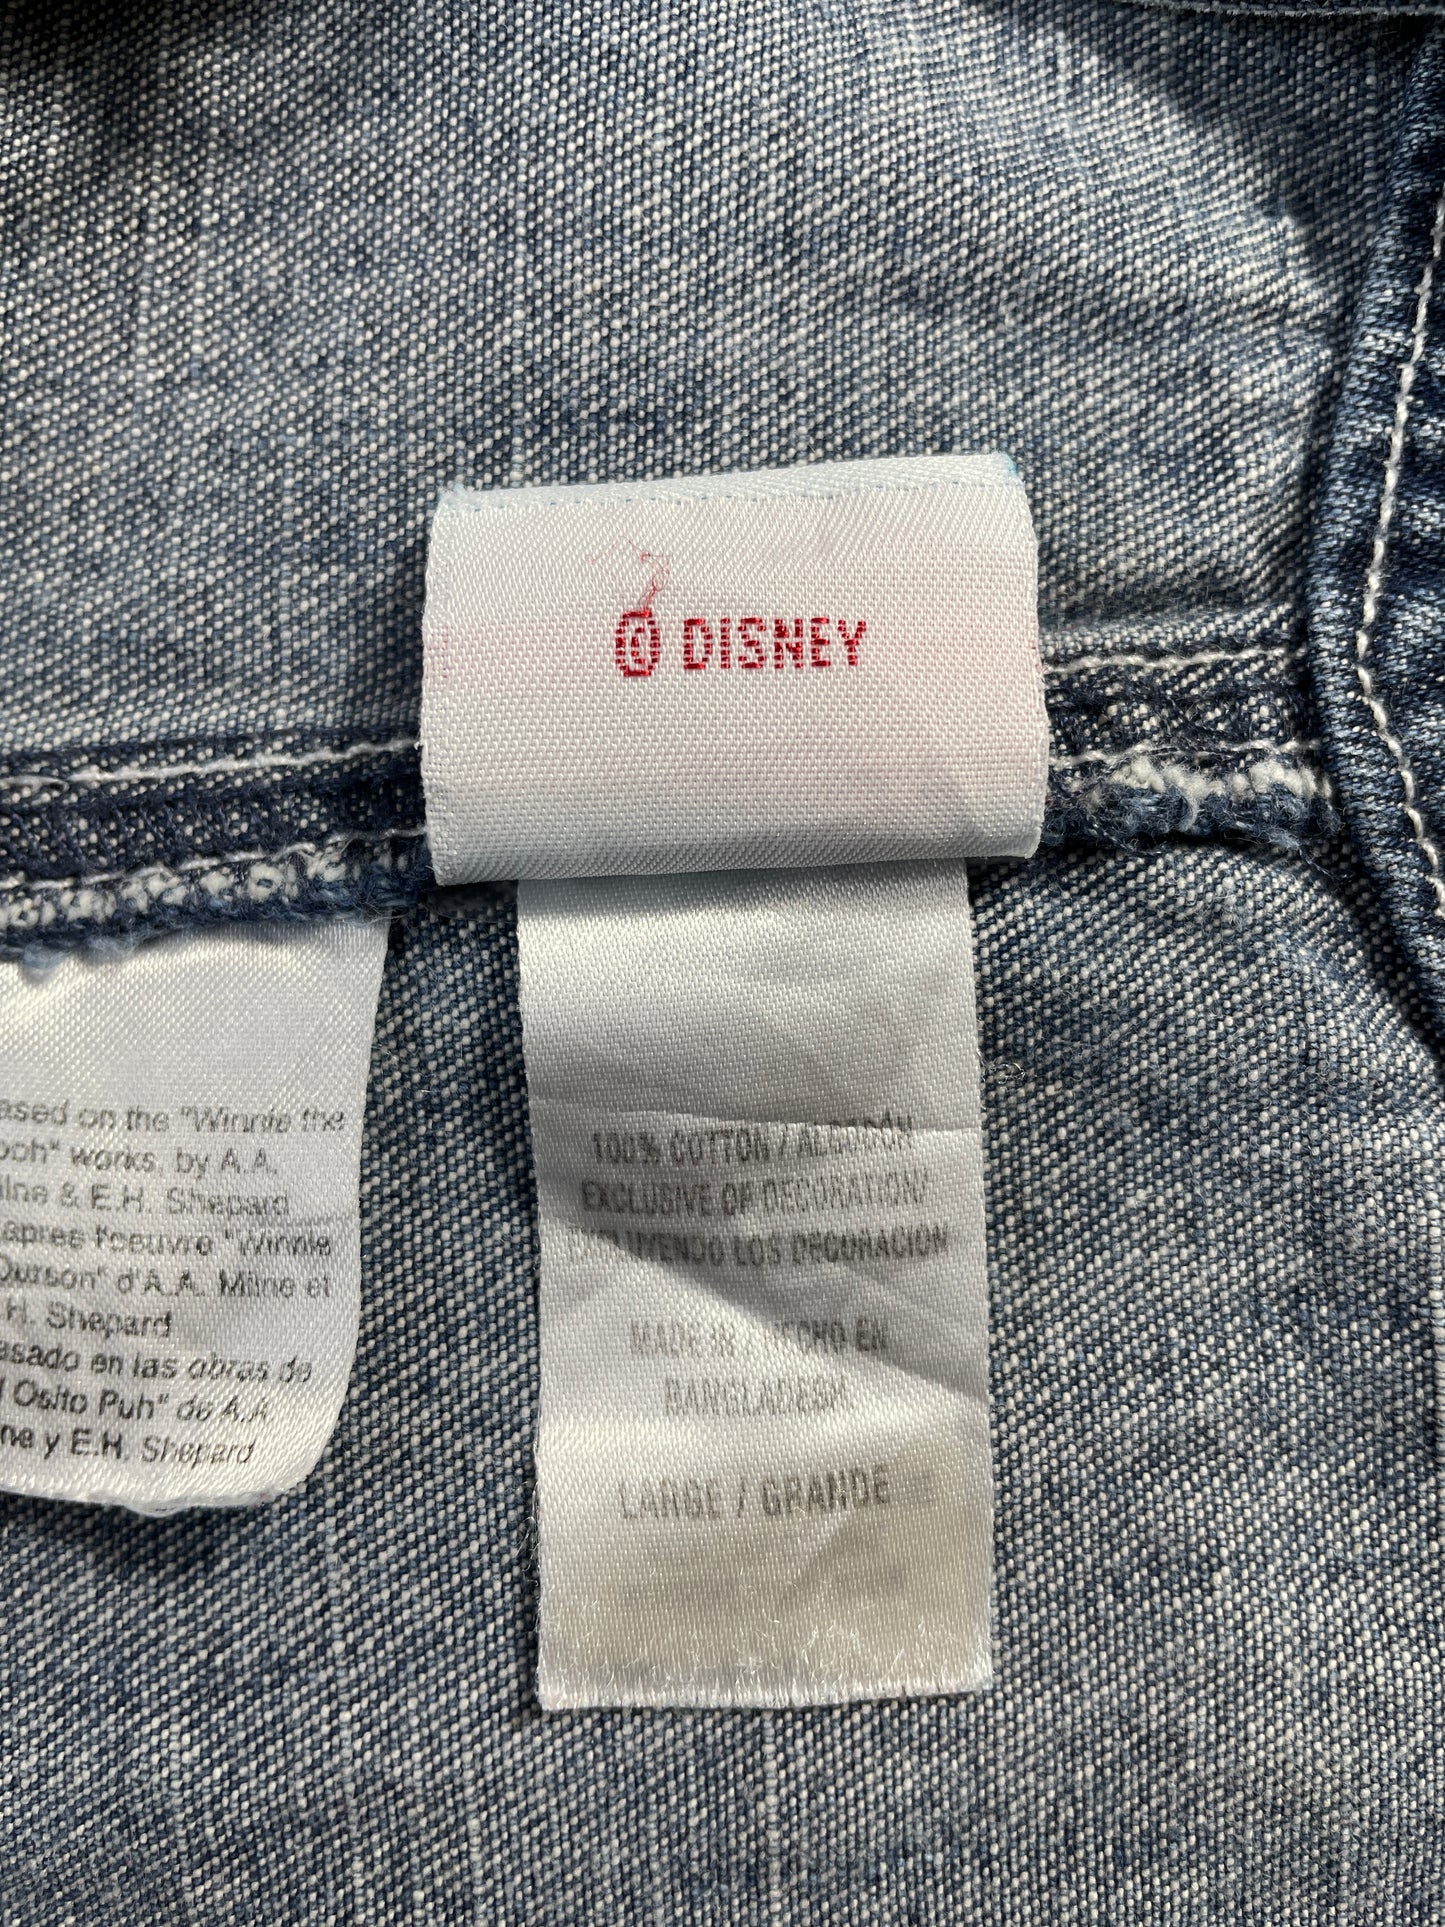 © DISNEY
ased on the "Winnie the
ooh" works, by A.A.
ilne & E.H. Shepard
apres l'oeuvre "Winnie
Ourson" d'A.A. Milne et
.H. Shepard
asado en las obras de
l Osito Puh" de A.A
ne y E.H. Shepard
100% COTTON / ALGODÓN
EXCLUSIVE OF DECORATION/
EXCLUYENDO LOS DECORACION
MADE IN / HECHO EN
BANGLADESH
LARGE / GRANDE